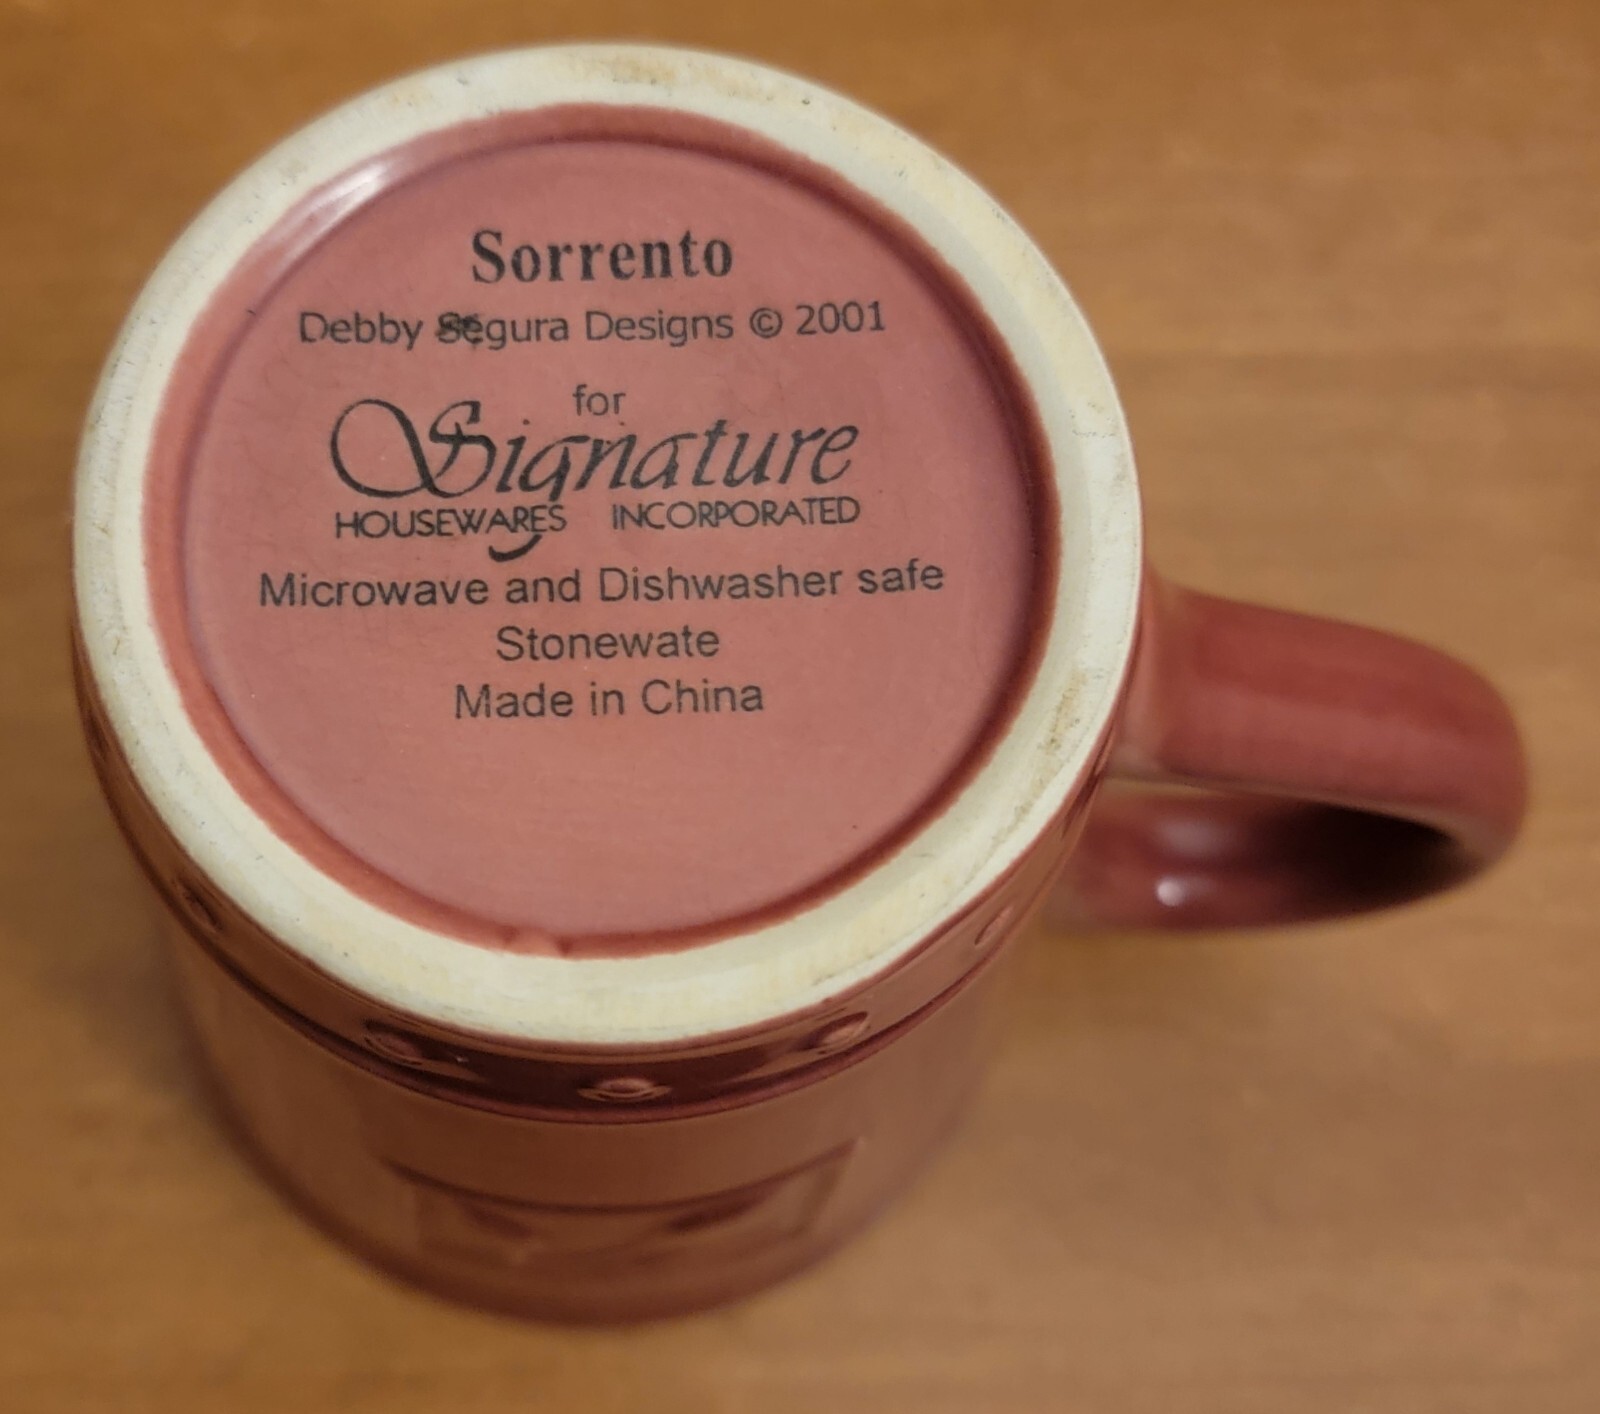 Sorrento
Debby Segura Designs © 2001
for
Signature
HOUSEWARES INCORPORATED
Microwave and Dishwasher safe
Stonewate
Made in China